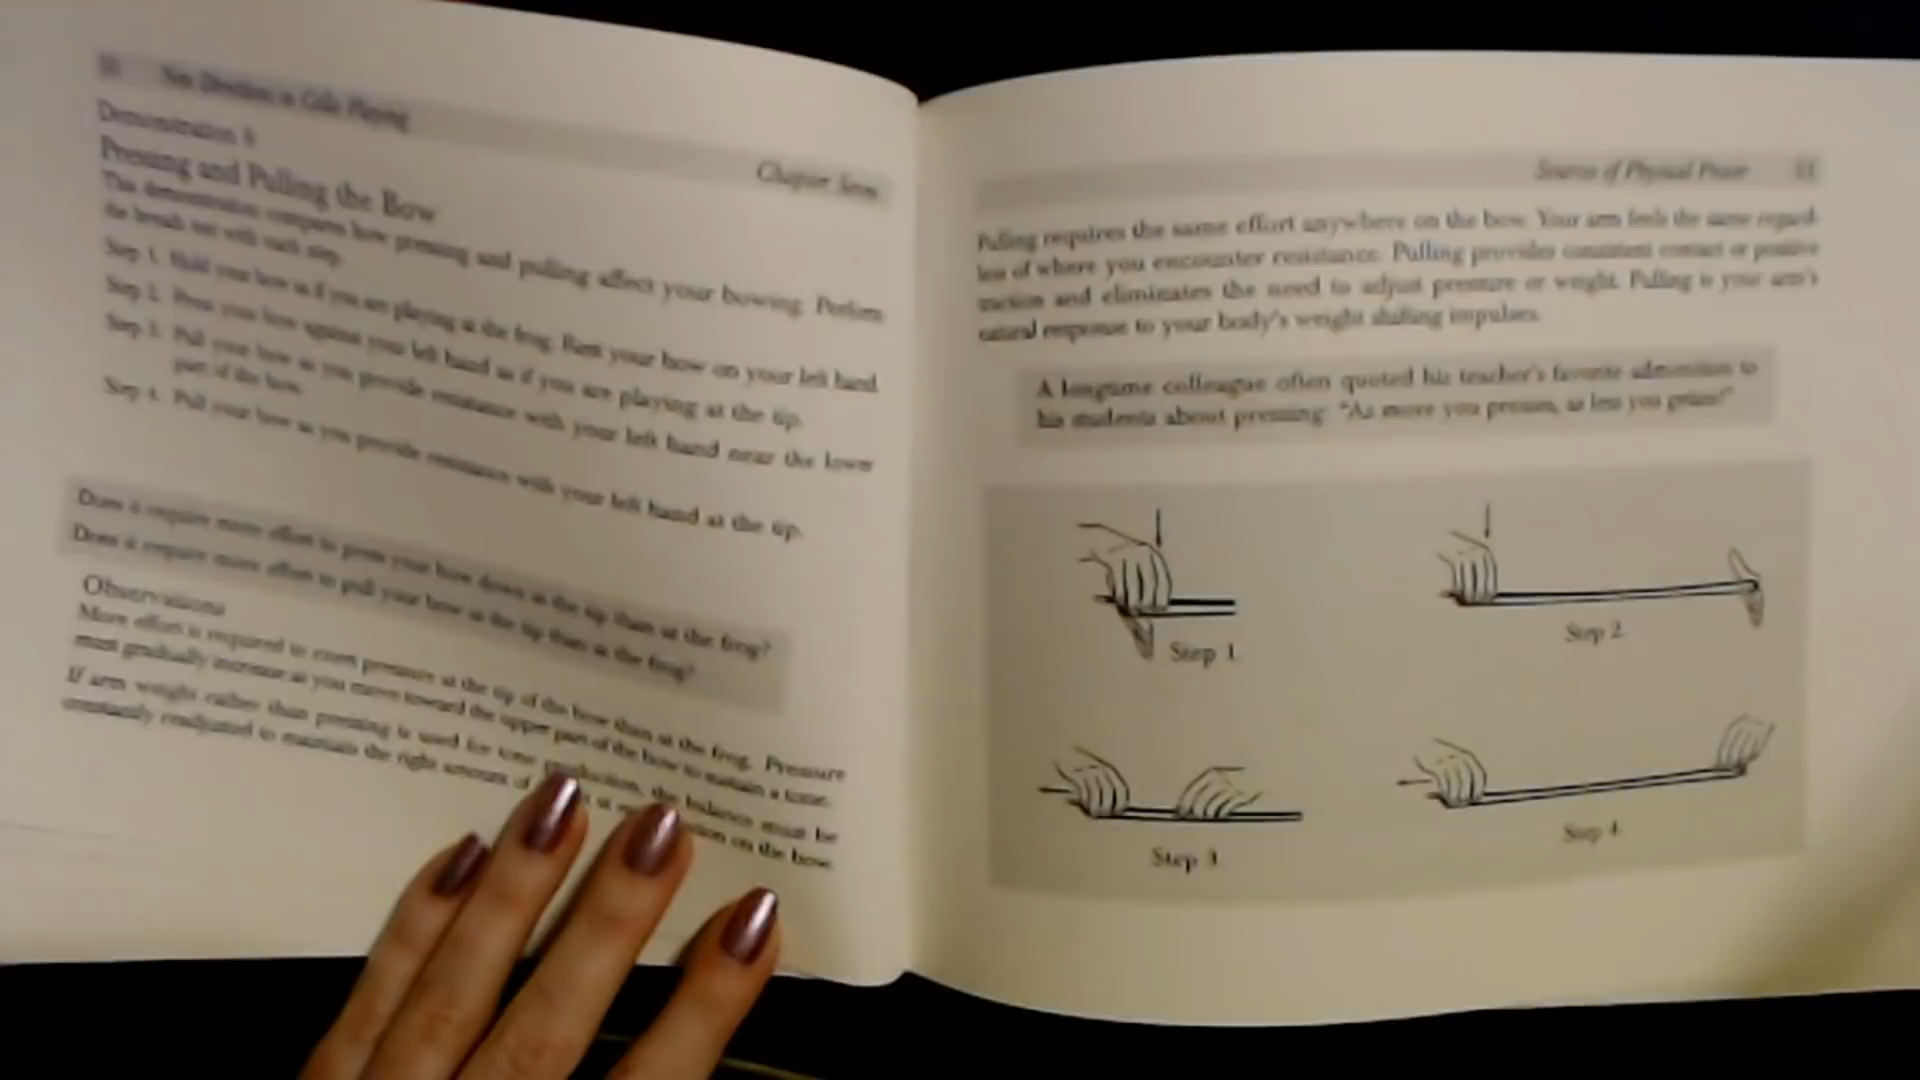 New Directions in Cello Playing
Chapter Seven
Demonstration
Pressing and Pulling the Bow
This demonstration compares how pressing and pulling affect your bowing. Perform
the break test with each step.
Step 1. Hold your bow as if you are playing at the frog. Rest your bow on your left hand.
Step 2. Press your bow against your left hand as if you are playing at the tip.
Step 3. Pull your bow as you provide resistance with your left hand near the lower
part of the bow.
Step 4. Pull your bow as you provide resistance with your left hand at the tip.
Does it require more effort to press your bow down at the tip than at the frog?
Does it require more effort to pull your bow at the tip than at the frog?
Observations
More effort is required to exert pressure at the tip of the bow than at the frog. Pressure
must gradually increase as you move toward the upper part of the bow to sustain a tone.
If arm weight rather than pressing is used for tone production, the balance must be
constantly readjusted to maintain the right amount of on the bow.
Source of Physical Power
Pulling requires the same effort anywhere on the bow. Your arm feels the same regard-
less of where you encounter resistance. Pulling provides consistent contact or positive
traction and eliminates the need to adjust pressure or weight. Pulling is your arm's
natural response to your body's weight shifting impulses.
A longtime colleague often quoted his teacher's favorite admonition to
his students about pressing: "As more you presses, as less you getses!"
Step 1
Step 2
Step 3
Step 4